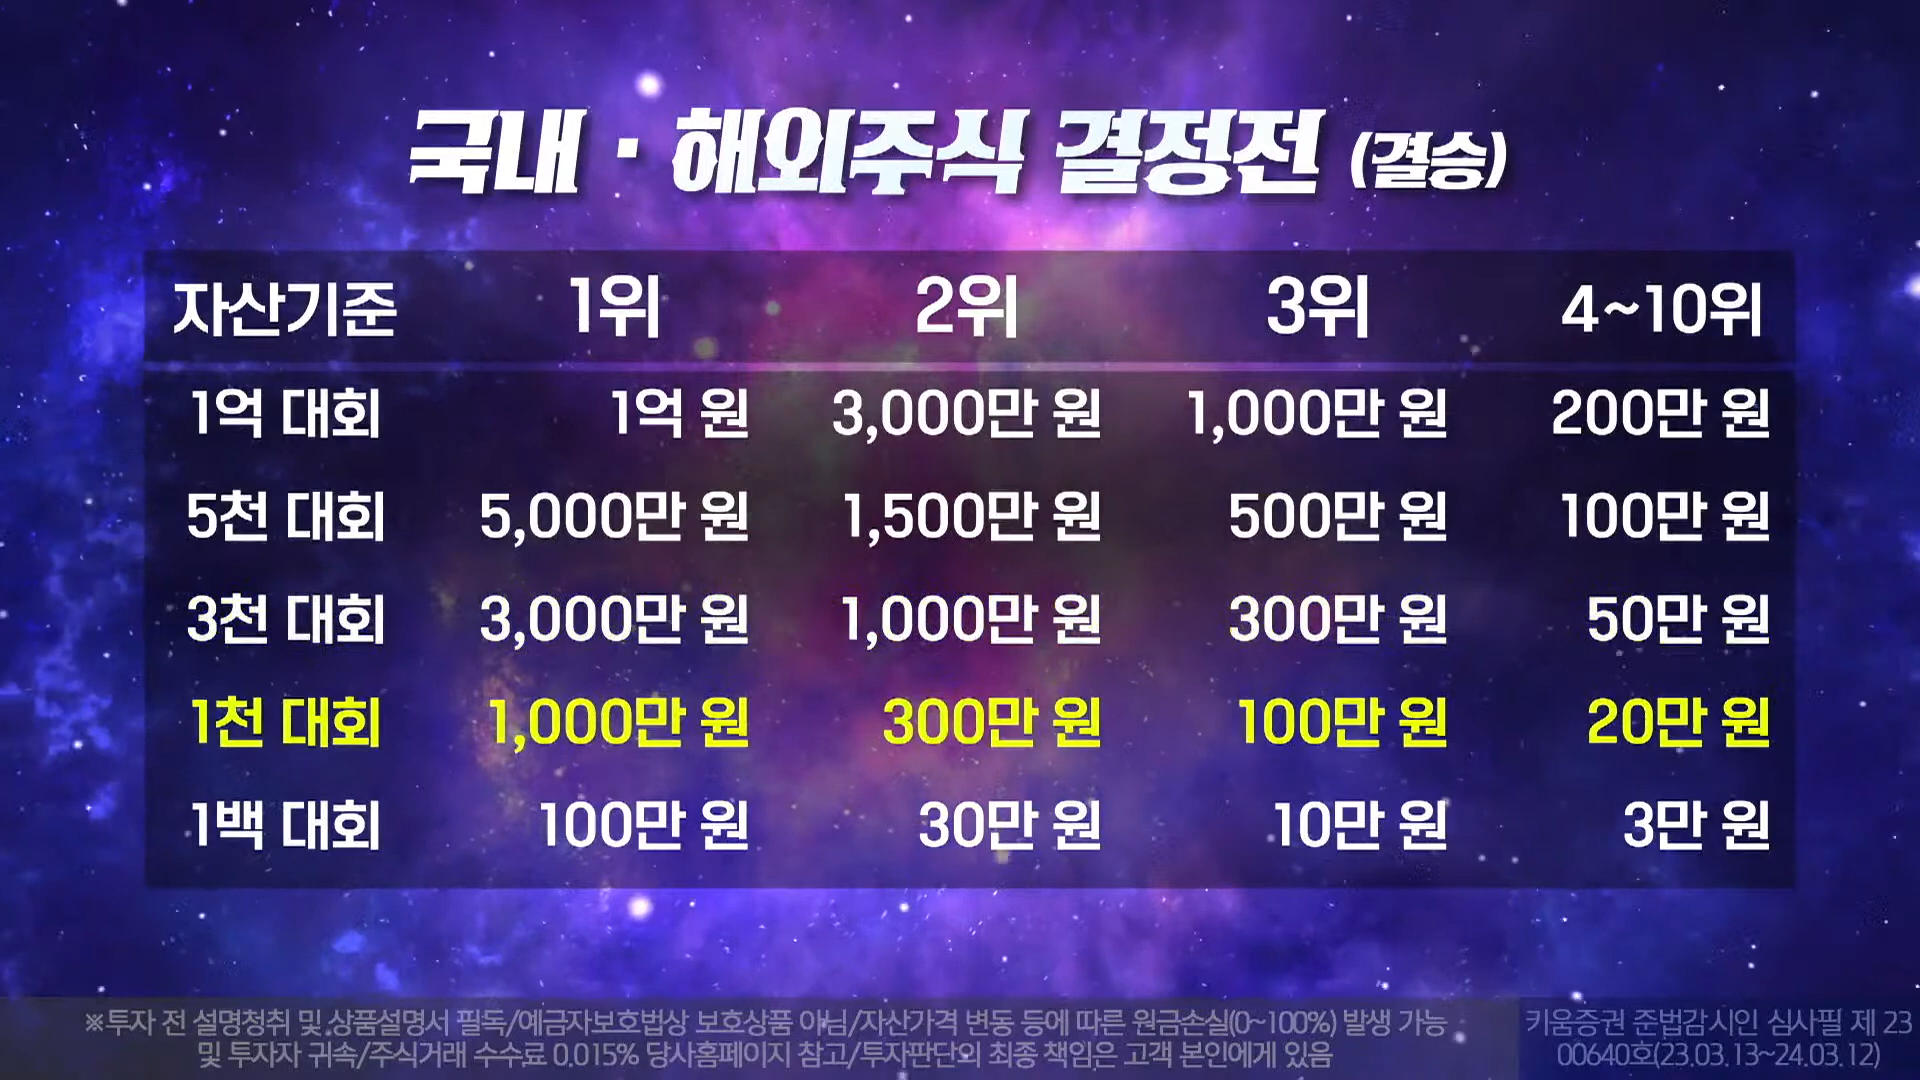 국내 · 해외주식 결정전 (결승)
자산기준 1위 2위 3위 4~10위
1억 대회 1억 원 3,000만 원 1,000만 원 200만 원
5천 대회 5,000만 원 1,500만 원 500만 원 100만 원
3천 대회 3,000만 원 1,000만 원 300만 원 50만 원
1천 대회 1,000만 원 300만 원 100만 원 20만 원
1백 대회 100만 원 30만 원 10만 원 3만 원
※투자 전 설명청취 및 상품설명서 필독/예금자보호법상 보호상품 아님/자산가격 변동 등에 따른 원금손실(0~100%) 발생 가능
및 투자자 귀속/주식거래 수수료 0.015% 당사홈페이지 참고/투자판단의 최종 책임은 고객 본인에게 있음
키움증권 준법감시인 심사필 제 23
00640호(23.03.13~24.03.12)